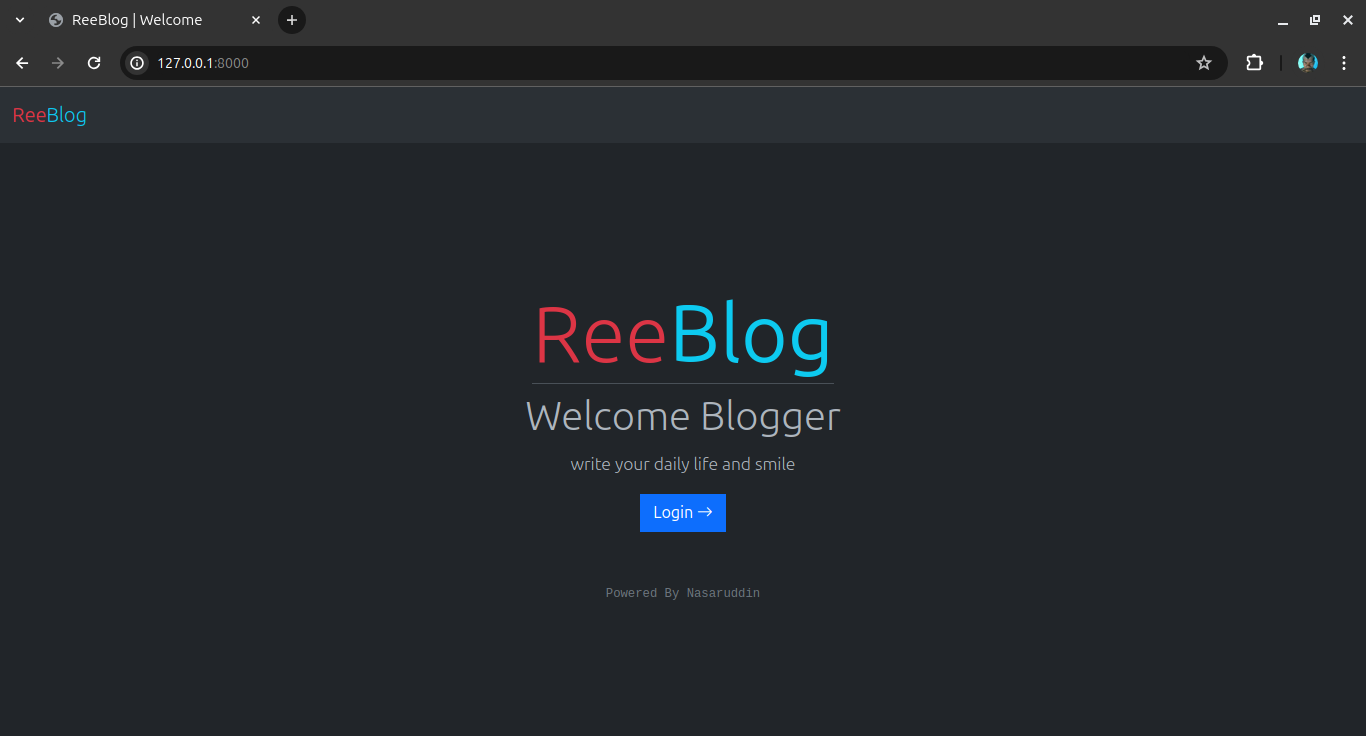 ReeBlog | Welcome
127.0.0.1:8000
ReeBlog
ReeBlog
Welcome Blogger
write your daily life and smile
Login →
Powered By Nasaruddin